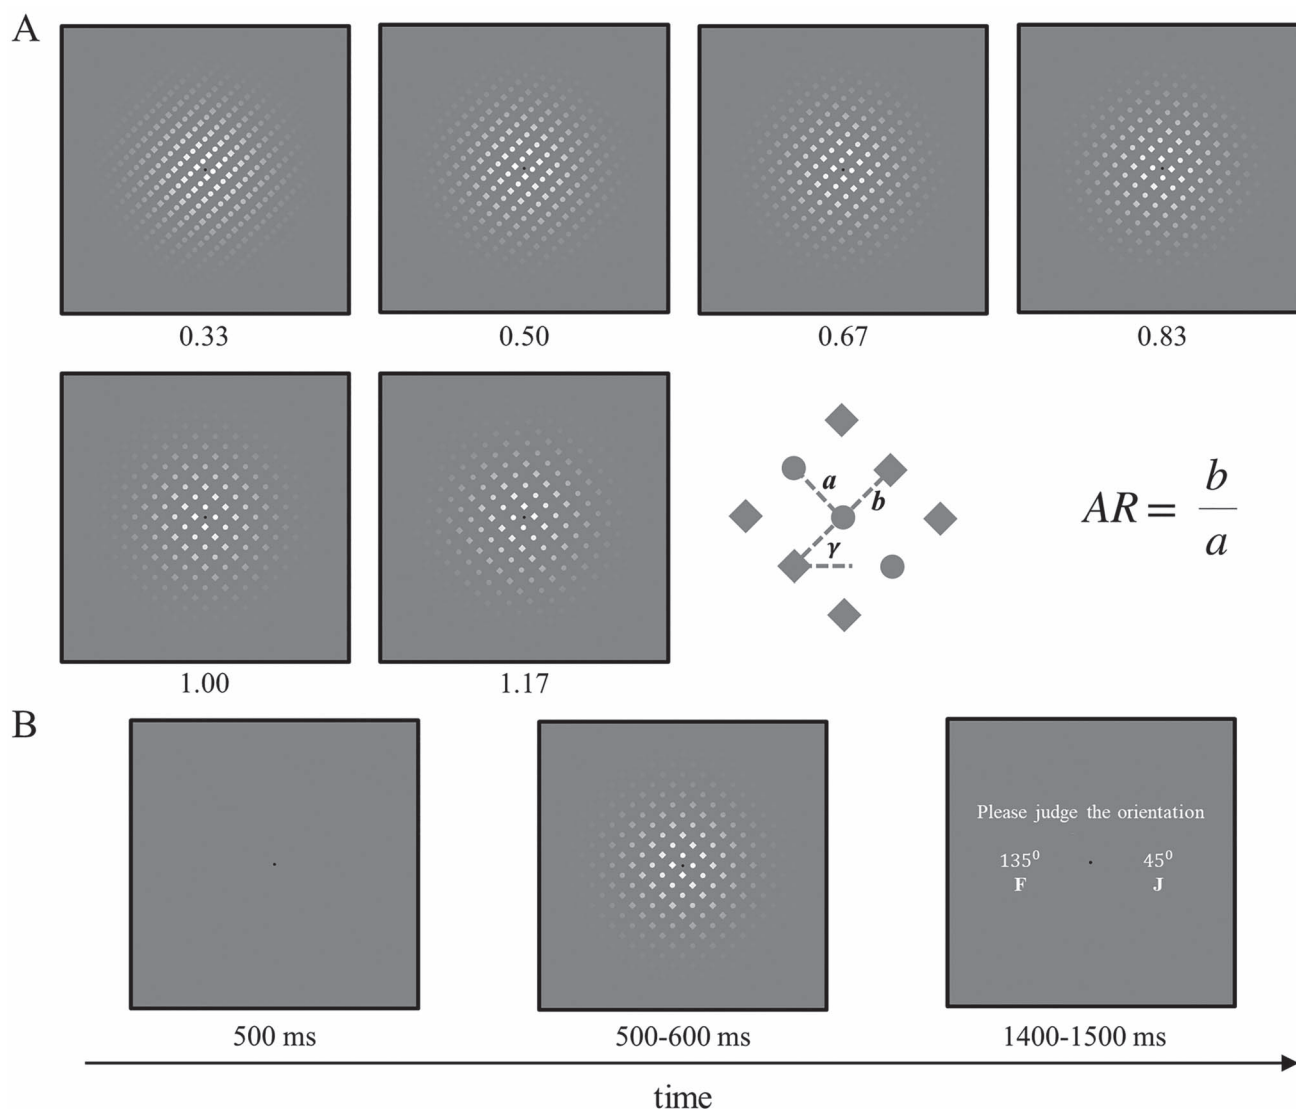 A
0.33 0.50 0.67 0.83
a
b
γ
AR = b/a
1.00 1.17
B
Please judge the orientation
135⁰ 45⁰
F J
500 ms 500-600 ms 1400-1500 ms
time